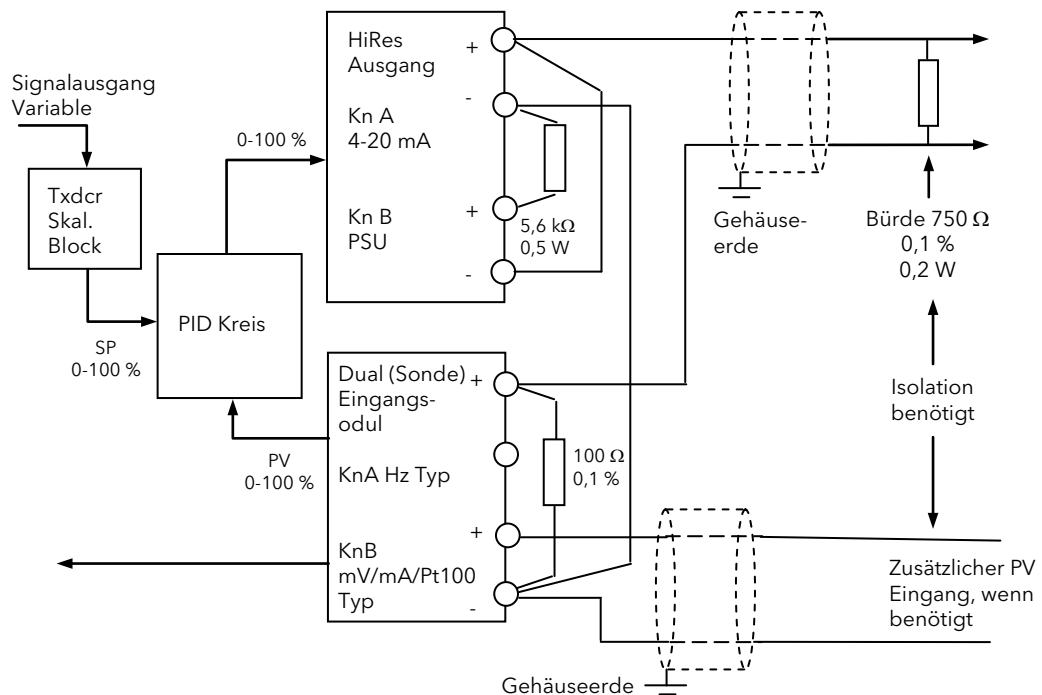 HiRes
Ausgang
+
-
Kn A
4-20 mA
Kn B
PSU
+
-
5,6 kΩ
0,5 W
Signalausgang
Variable
0-100 %
Txdcr
Skal.
Block
PID Kreis
SP
0-100 %
PV
0-100 %
Gehäuse-
erde
Bürde 750 Ω
0,1 %
0,2 W
Isolation
benötigt
Dual (Sonde)
+
Eingangs-
odul
KnA Hz Typ
100 Ω
0,1 %
+
KnB
mV/mA/Pt100
Typ
-
Zusätzlicher PV
Eingang, wenn
benötigt
Gehäuseerde